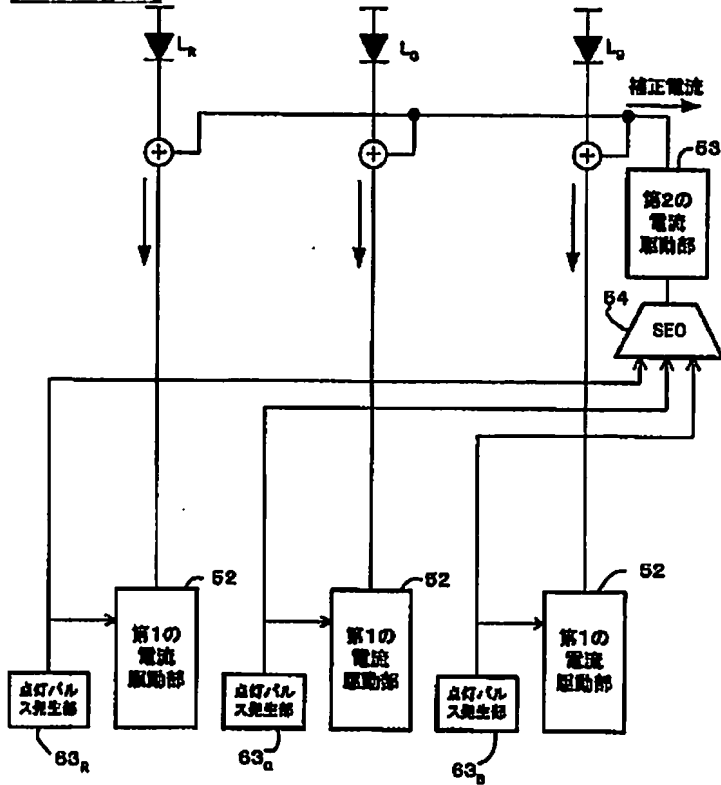 L_R
L_G
L_B
補正電流
53
第2の
電流
駆動部
54
SEO
52
52
52
第1の
電流
駆動部
第1の
電流
駆動部
第1の
電流
駆動部
点灯パル
ス発生部
点灯パル
ス発生部
点灯パル
ス発生部
63_R
63_G
63_B